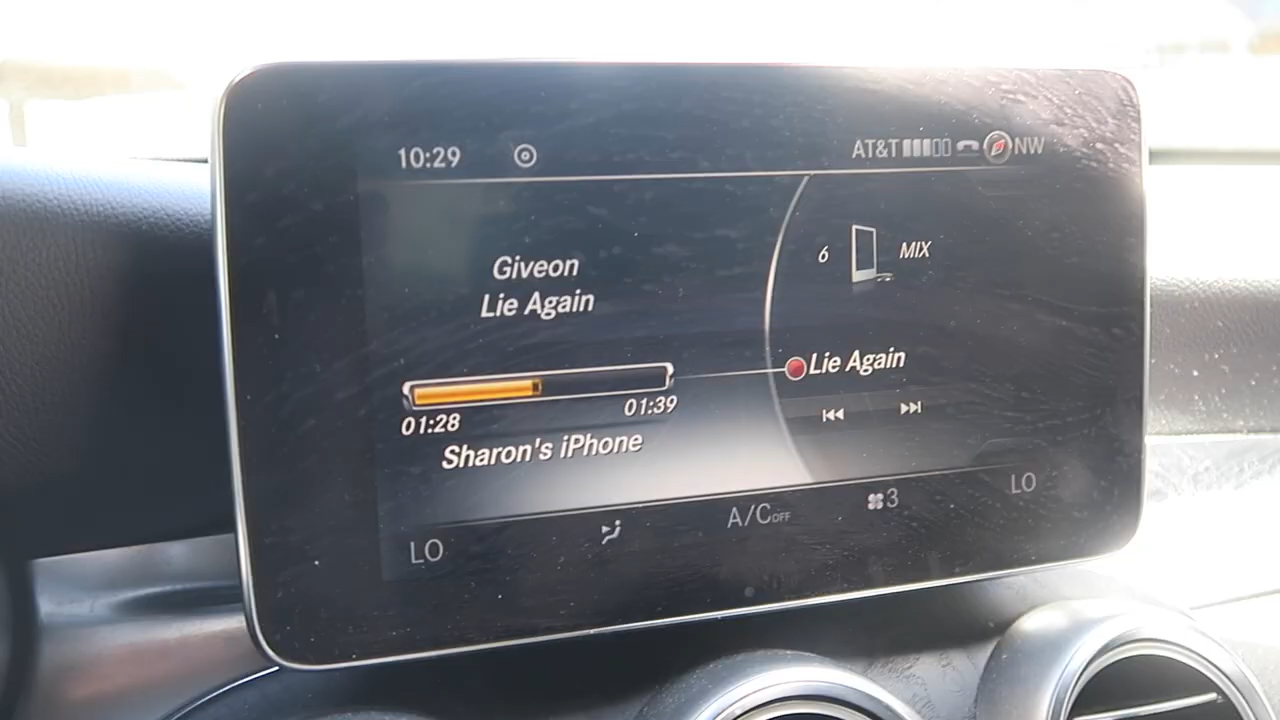 10:29
AT&T NW
6 MIX
Giveon
Lie Again
Lie Again
01:28 01:39
Sharon's iPhone
LO A/C OFF 3 LO